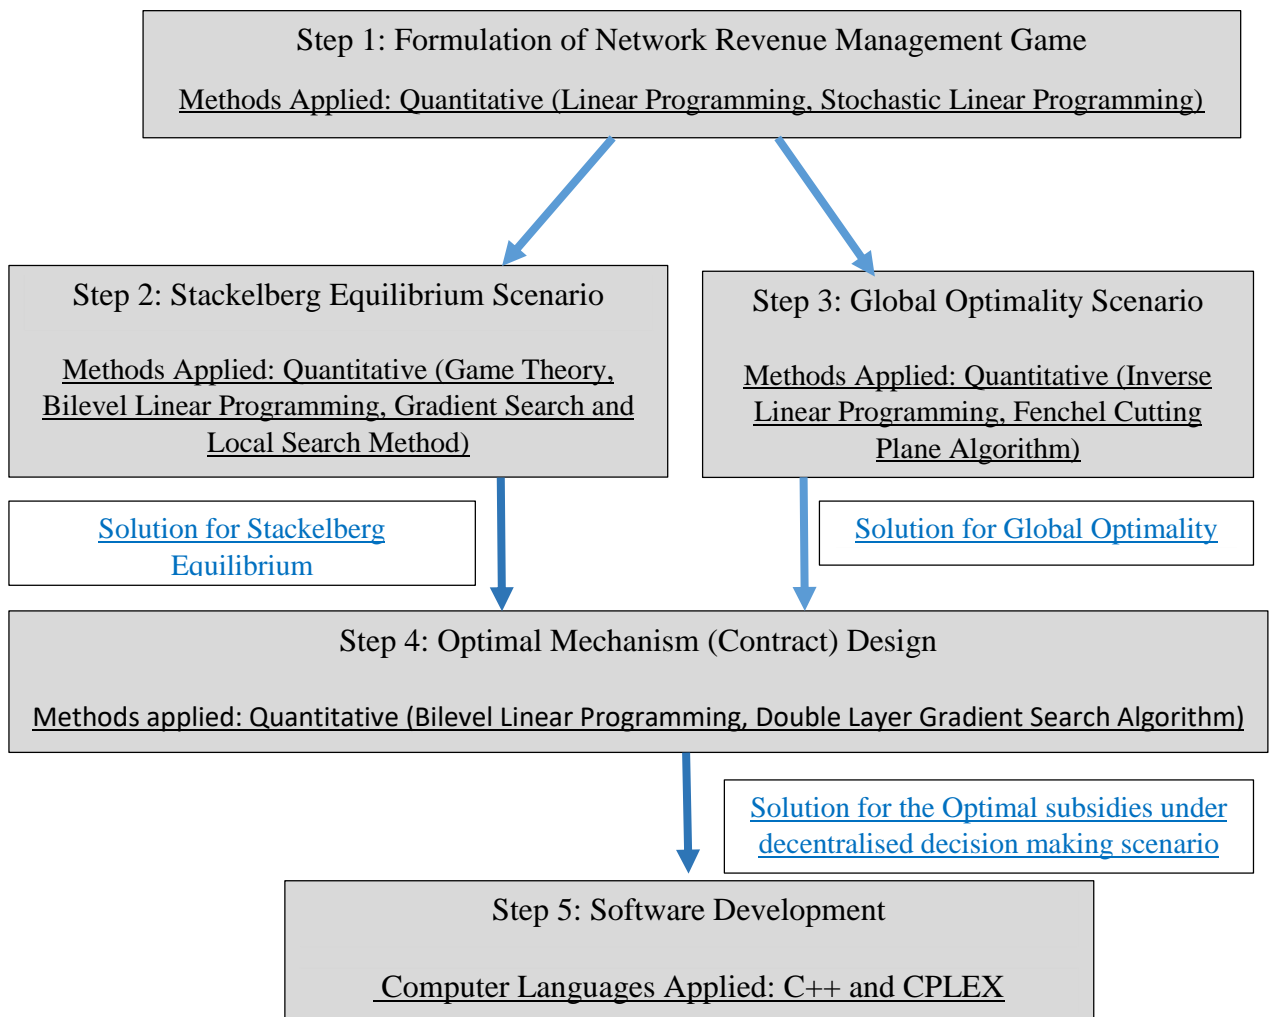 Step 1: Formulation of Network Revenue Management Game
Methods Applied: Quantitative (Linear Programming, Stochastic Linear Programming)
Step 2: Stackelberg Equilibrium Scenario
Methods Applied: Quantitative (Game Theory,
Bilevel Linear Programming, Gradient Search and
Local Search Method)
Step 3: Global Optimality Scenario
Methods Applied: Quantitative (Inverse
Linear Programming, Fenchel Cutting
Plane Algorithm)
Solution for Stackelberg
Equilibrium
Solution for Global Optimality
Step 4: Optimal Mechanism (Contract) Design
Methods applied: Quantitative (Bilevel Linear Programming, Double Layer Gradient Search Algorithm)
Solution for the Optimal subsidies under
decentralised decision making scenario
Step 5: Software Development
Computer Languages Applied: C++ and CPLEX